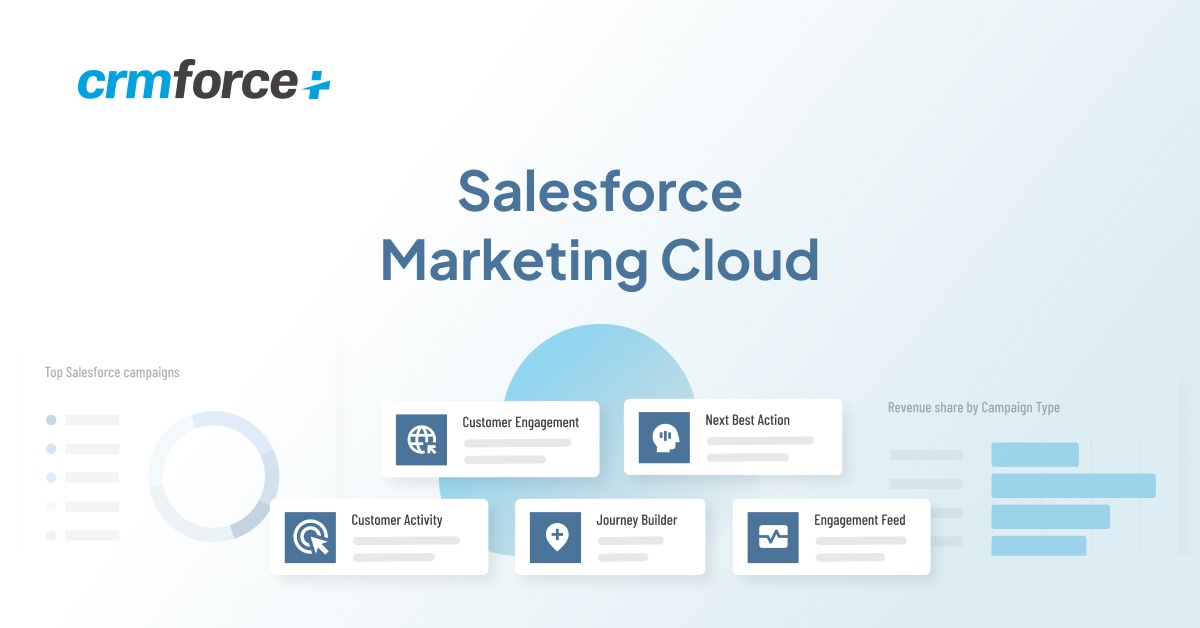 crmforce+
Salesforce
Marketing Cloud
Top Salesforce campaigns
Customer Engagement
Next Best Action
Revenue share by Campaign Type
Customer Activity
Journey Builder
Engagement Feed